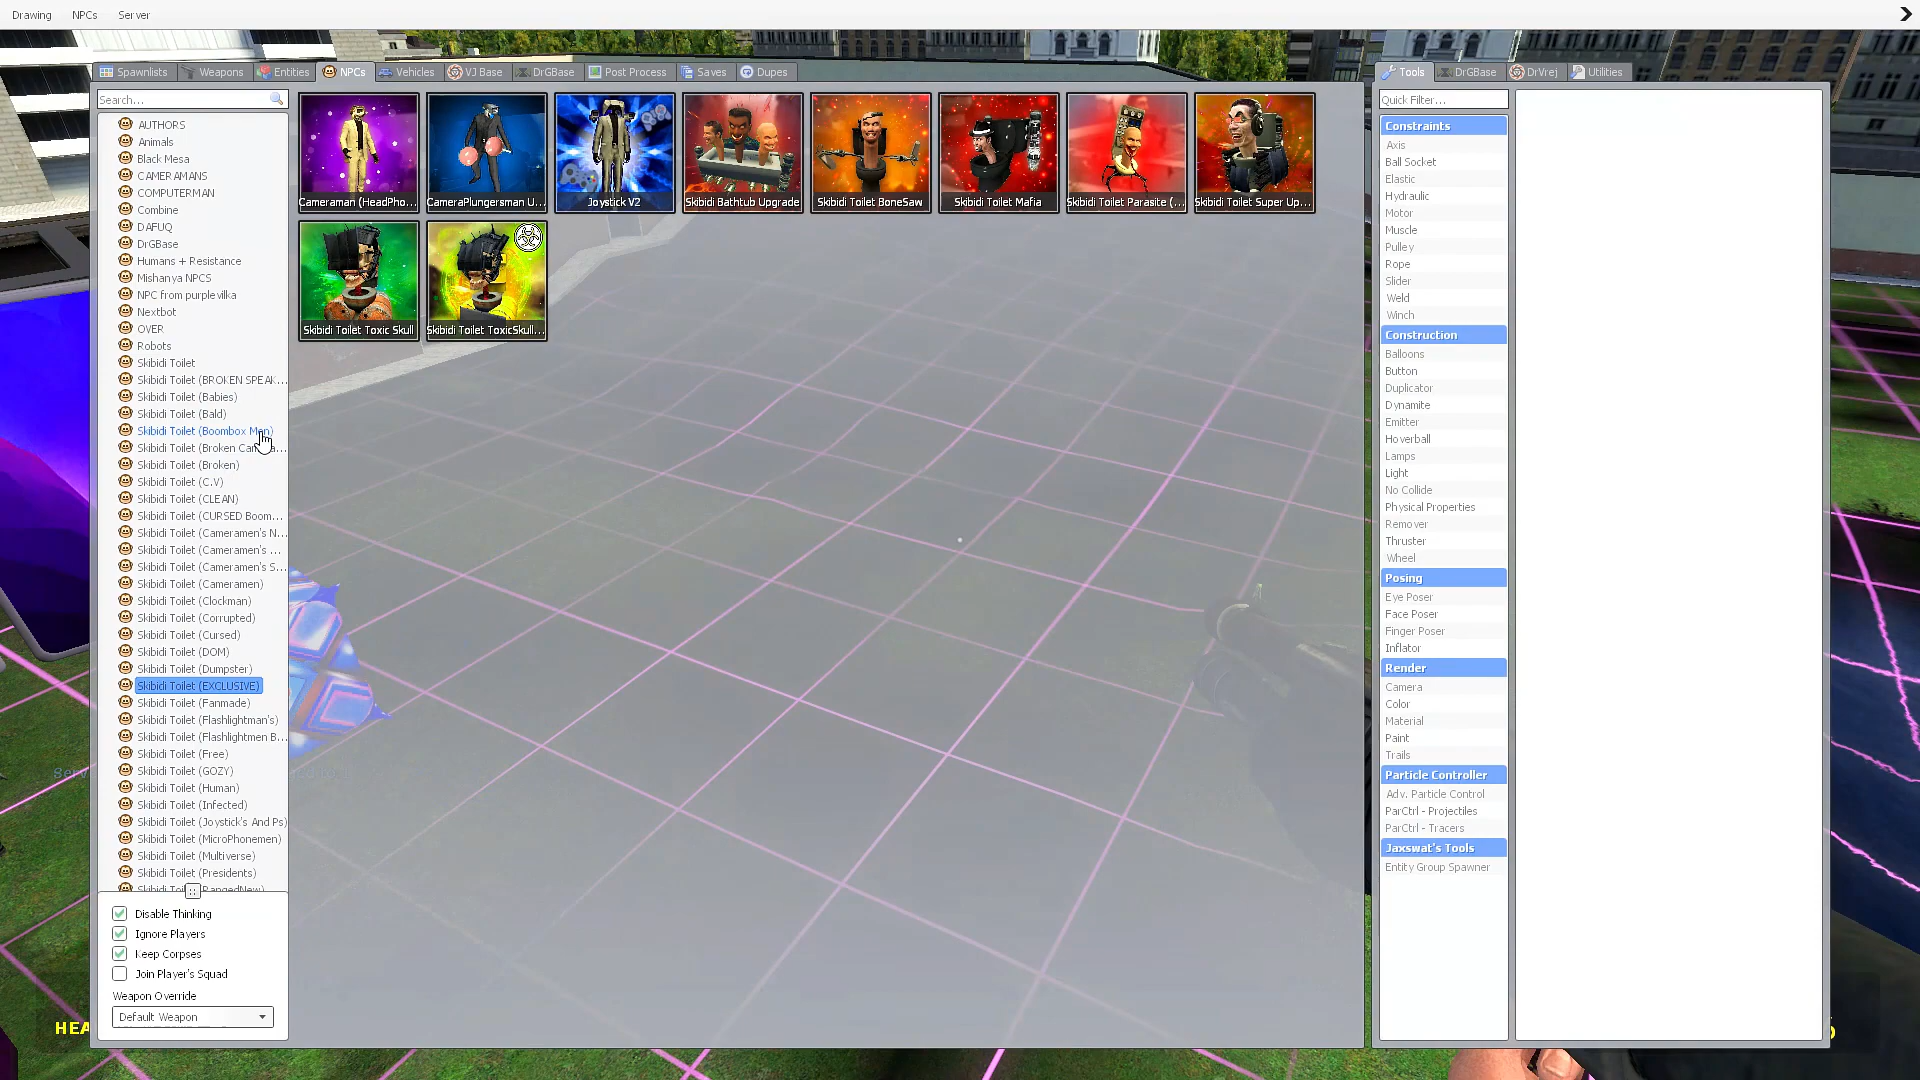 Drawing NPCs Server
Spawnlists Weapons Entities NPCs Vehicles VJ Base DrGBase Post Process Saves Dupes
Tools DrGBase DrVrej Utilities
Search...
AUTHORS
Animals
Black Mesa
CAMERAMANS
COMPUTERMAN
Combine
DAFUQ
DrGBase
Humans + Resistance
Mishanya NPCS
NPC from purplevilka
Nextbot
OVER
Robots
Skibidi Toilet
Skibidi Toilet (BROKEN SPEAK...
Skibidi Toilet (Babies)
Skibidi Toilet (Bald)
Skibidi Toilet (Boombox Men)
Skibidi Toilet (Broken Camera...
Skibidi Toilet (Broken)
Skibidi Toilet (C.V)
Skibidi Toilet (CLEAN)
Skibidi Toilet (CURSED Boom...
Skibidi Toilet (Cameramen's N...
Skibidi Toilet (Cameramen's ...
Skibidi Toilet (Cameramen's S...
Skibidi Toilet (Cameramen)
Skibidi Toilet (Clockman)
Skibidi Toilet (Corrupted)
Skibidi Toilet (Cursed)
Skibidi Toilet (DOM)
Skibidi Toilet (Dumpster)
Skibidi Toilet (EXCLUSIVE)
Skibidi Toilet (Fanmade)
Skibidi Toilet (Flashlightman's)
Skibidi Toilet (Flashlightmen B...
Skibidi Toilet (Free)
Skibidi Toilet (GOZY)
Skibidi Toilet (Human)
Skibidi Toilet (Infected)
Skibidi Toilet (Joystick's And Ps)
Skibidi Toilet (MicroPhonemen)
Skibidi Toilet (Multiverse)
Skibidi Toilet (Presidents)
Disable Thinking
Ignore Players
Keep Corpses
Join Player's Squad
Weapon Override
Default Weapon
HEA
Cameraman (HeadPho...
CameraPlungersman U...
Joystick V2
Skibidi Bathtub Upgrade
Skibidi Toilet BoneSaw
Skibidi Toilet Mafia
Skibidi Toilet Parasite (...
Skibidi Toilet Super Up...
Skibidi Toilet Toxic Skull
Skibidi Toilet ToxicSkull...
Quick Filter...
Constraints
Axis
Ball Socket
Elastic
Hydraulic
Motor
Muscle
Pulley
Rope
Slider
Weld
Winch
Construction
Balloons
Button
Duplicator
Dynamite
Emitter
Hoverball
Lamps
Light
No Collide
Physical Properties
Remover
Thruster
Wheel
Posing
Eye Poser
Face Poser
Finger Poser
Inflator
Render
Camera
Color
Material
Paint
Trails
Particle Controller
Adv. Particle Control
ParCtrl - Projectiles
ParCtrl - Tracers
Jaxswat's Tools
Entity Group Spawner